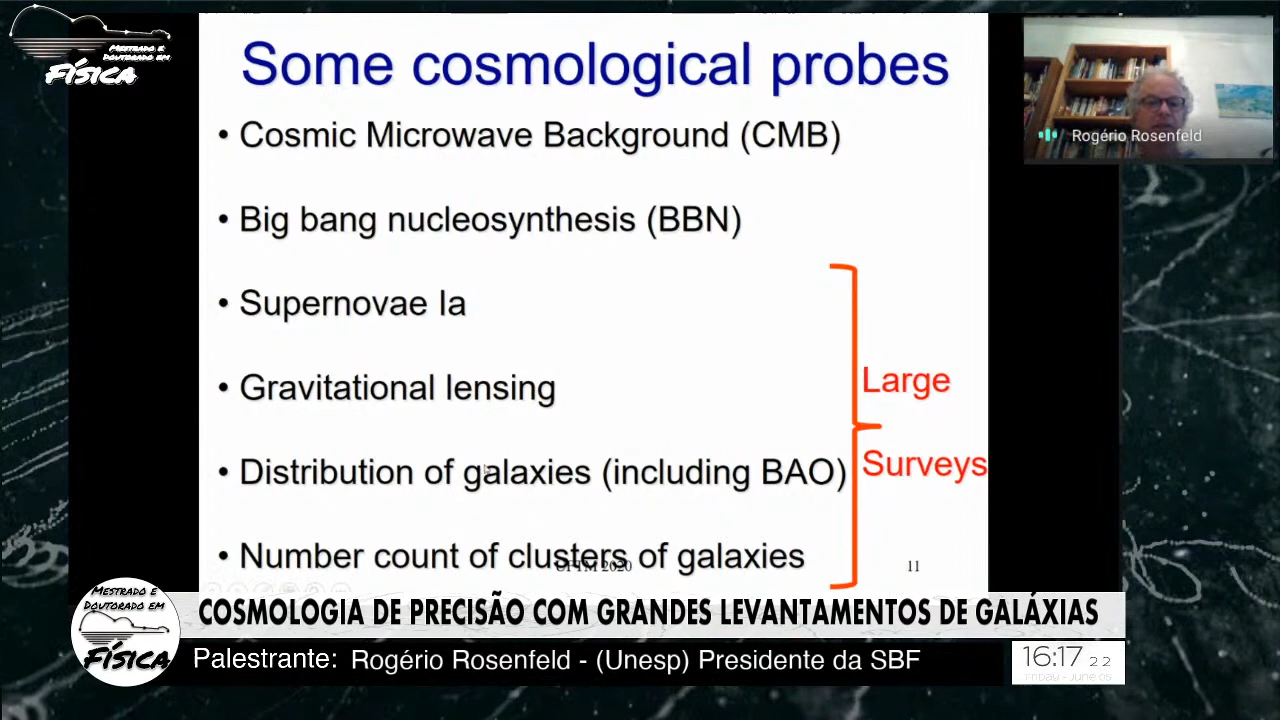 MESTRADO E
DOUTORADO EM
FÍSICA
Some cosmological probes
• Cosmic Microwave Background (CMB)
• Big bang nucleosynthesis (BBN)
• Supernovae Ia
• Gravitational lensing
• Distribution of galaxies (including BAO)
• Number count of clusters of galaxies
Large
Surveys
11
Rogério Rosenfeld
MESTRADO E
DOUTORADO EM
FÍSICA
COSMOLOGIA DE PRECISÃO COM GRANDES LEVANTAMENTOS DE GALÁXIAS
Palestrante: Rogério Rosenfeld - (Unesp) Presidente da SBF
16:17 22